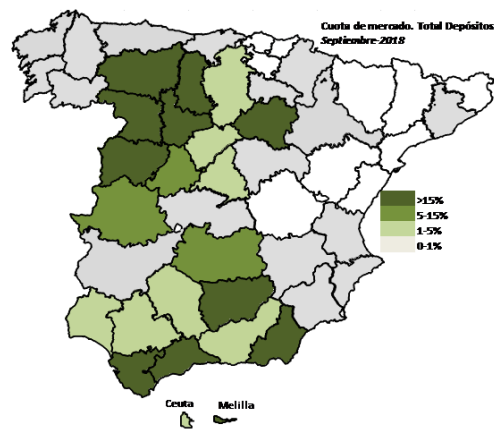 Cuota de mercado. Total Depósitos
Septiembre-2018
>15%
5-15%
1-5%
0-1%
Ceuta
Melilla